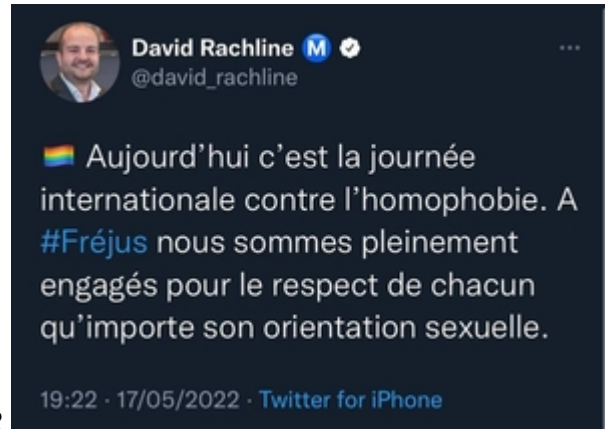 David Rachline Ⓜ️
@david_rachline
🏳️‍🌈 Aujourd’hui c’est la journée
internationale contre l’homophobie. A
#Fréjus nous sommes pleinement
engagés pour le respect de chacun
qu’importe son orientation sexuelle.
19:22 · 17/05/2022 · Twitter for iPhone